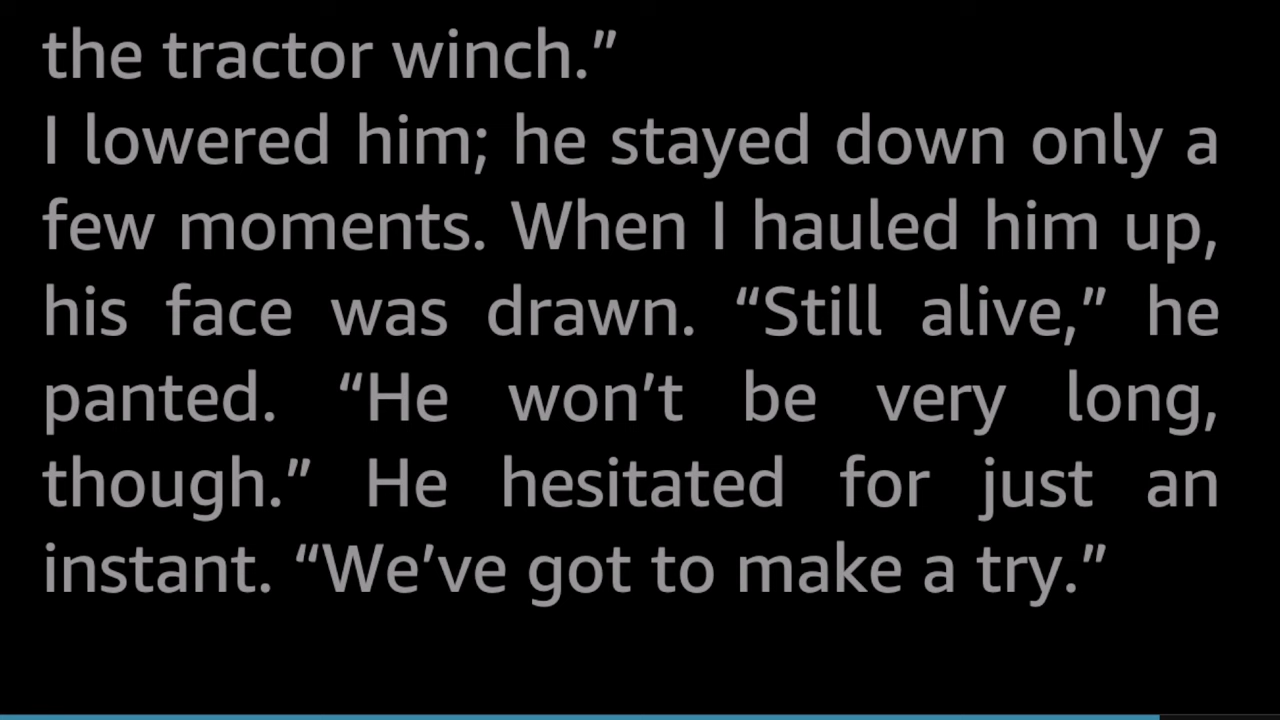 the tractor winch.”
I lowered him; he stayed down only a
few moments. When I hauled him up,
his face was drawn. “Still alive,” he
panted. “He won’t be very long,
though.” He hesitated for just an
instant. “We’ve got to make a try.”